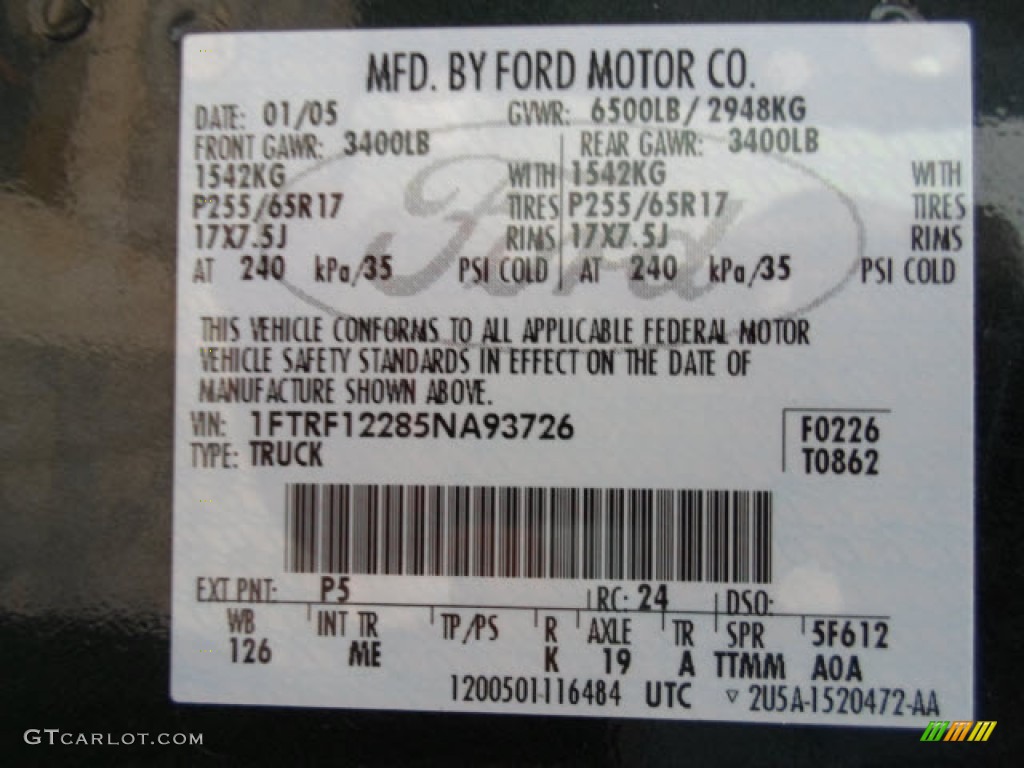 MFD. BY FORD MOTOR CO.
DATE: 01/05 GVWR: 6500LB / 2948KG
FRONT GAWR: 3400LB REAR GAWR: 3400LB
1542KG WITH 1542KG WITH
P255/65R17 TIRES P255/65R17 TIRES
17X7.5J RIMS 17X7.5J RIMS
AT 240 kPa/35 PSI COLD AT 240 kPa/35 PSI COLD
Ford
THIS VEHICLE CONFORMS TO ALL APPLICABLE FEDERAL MOTOR
VEHICLE SAFETY STANDARDS IN EFFECT ON THE DATE OF
MANUFACTURE SHOWN ABOVE.
VIN: 1FTRF12285NA93726 F0226
TYPE: TRUCK T0862
EXT PNT: P5 RC: 24 DSO:
WB INT TR TP/PS R AXLE TR SPR 5F612
126 ME K 19 A TTMM AOA
1200501116484 UTC ▽ 2U5A-1520472-AA
GTCARLOT.COM